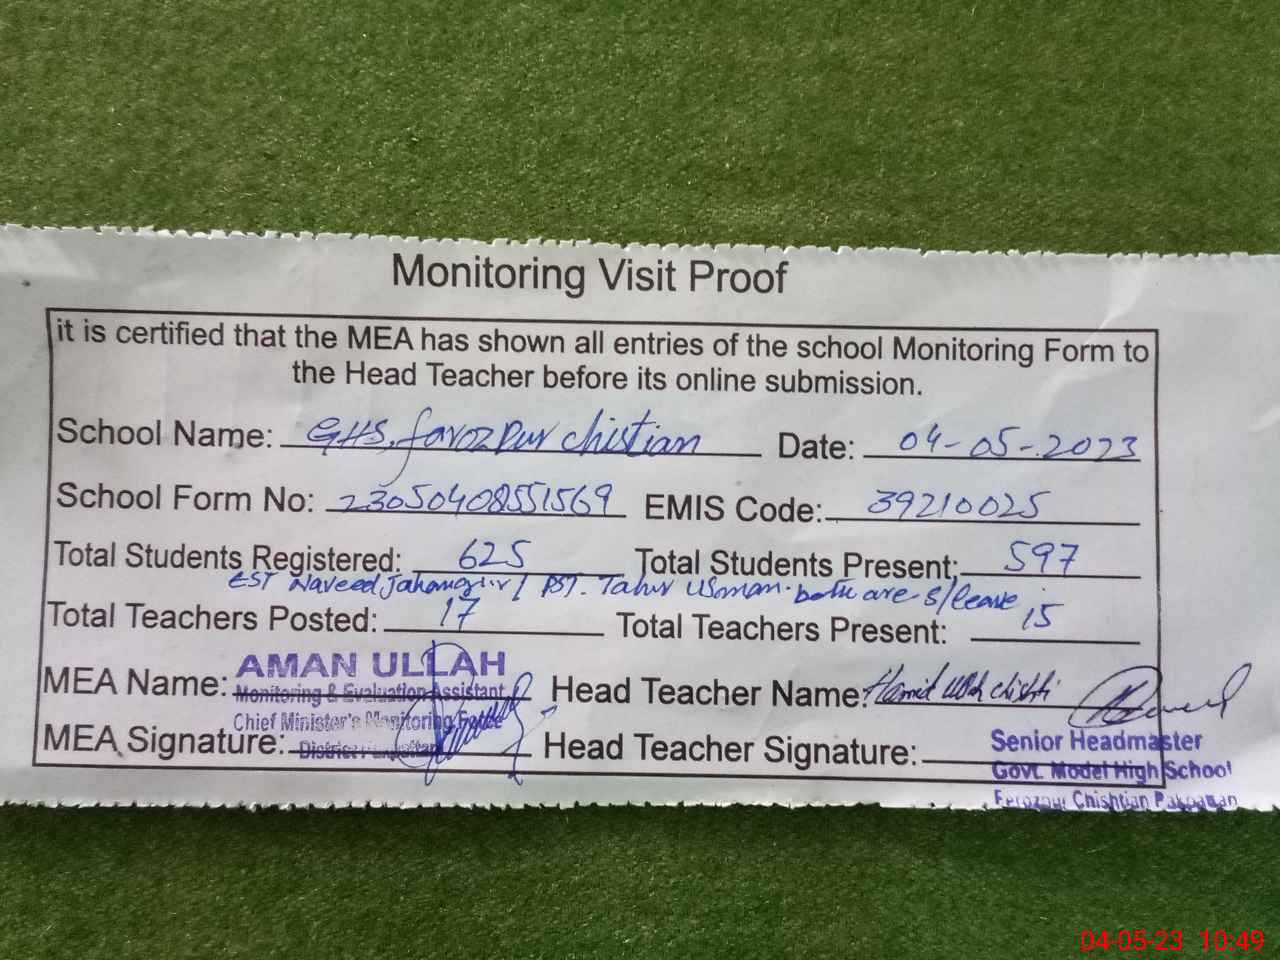 Monitoring Visit Proof
it is certified that the MEA has shown all entries of the school Monitoring Form to
the Head Teacher before its online submission.
School Name: GHS, farozpur chistian Date: 04-05-2023
School Form No: 23050408551569 EMIS Code: 39210025
Total Students Registered: 625 Total Students Present: 597
EST Naveed Jahangir / PST. Tahir Usman both are s/leave
Total Teachers Posted: 17 Total Teachers Present: 15
MEA Name: AMAN ULLAH Head Teacher Name: Hamid ullah chishti
Monitoring & Evaluation Assistant
Chief Minister's Monitoring Force
MEA Signature: District Head Teacher Signature:
Senior Headmaster
Govt. Model High School
Ferozpur Chishtian Pakpattan
04-05-23 10:49